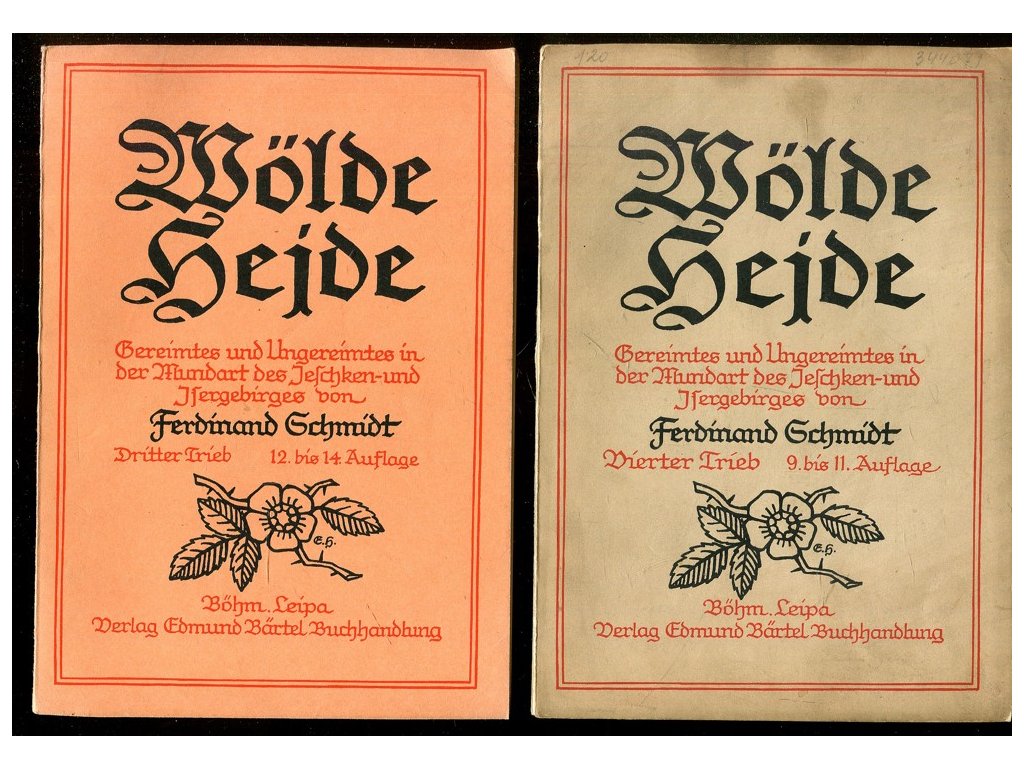 Wölde
Hejde
Gereimtes und Ungereimtes in
der Mundart des Jeschken- und
Isergebirges von
Ferdinand Schmidt
Dritter Trieb 12. bis 14 Auflage
E.H.
Böhm. Leipa
Verlag Edmund Bärtel Buchhandlung
120
Wölde
Hejde
Gereimtes und Ungereimtes in
der Mundart des Jeschken- und
Isergebirges von
Ferdinand Schmidt
Vierter Trieb 9. bis 11. Auflage
E.H.
Böhm. Leipa
Verlag Edmund Bärtel Buchhandlung